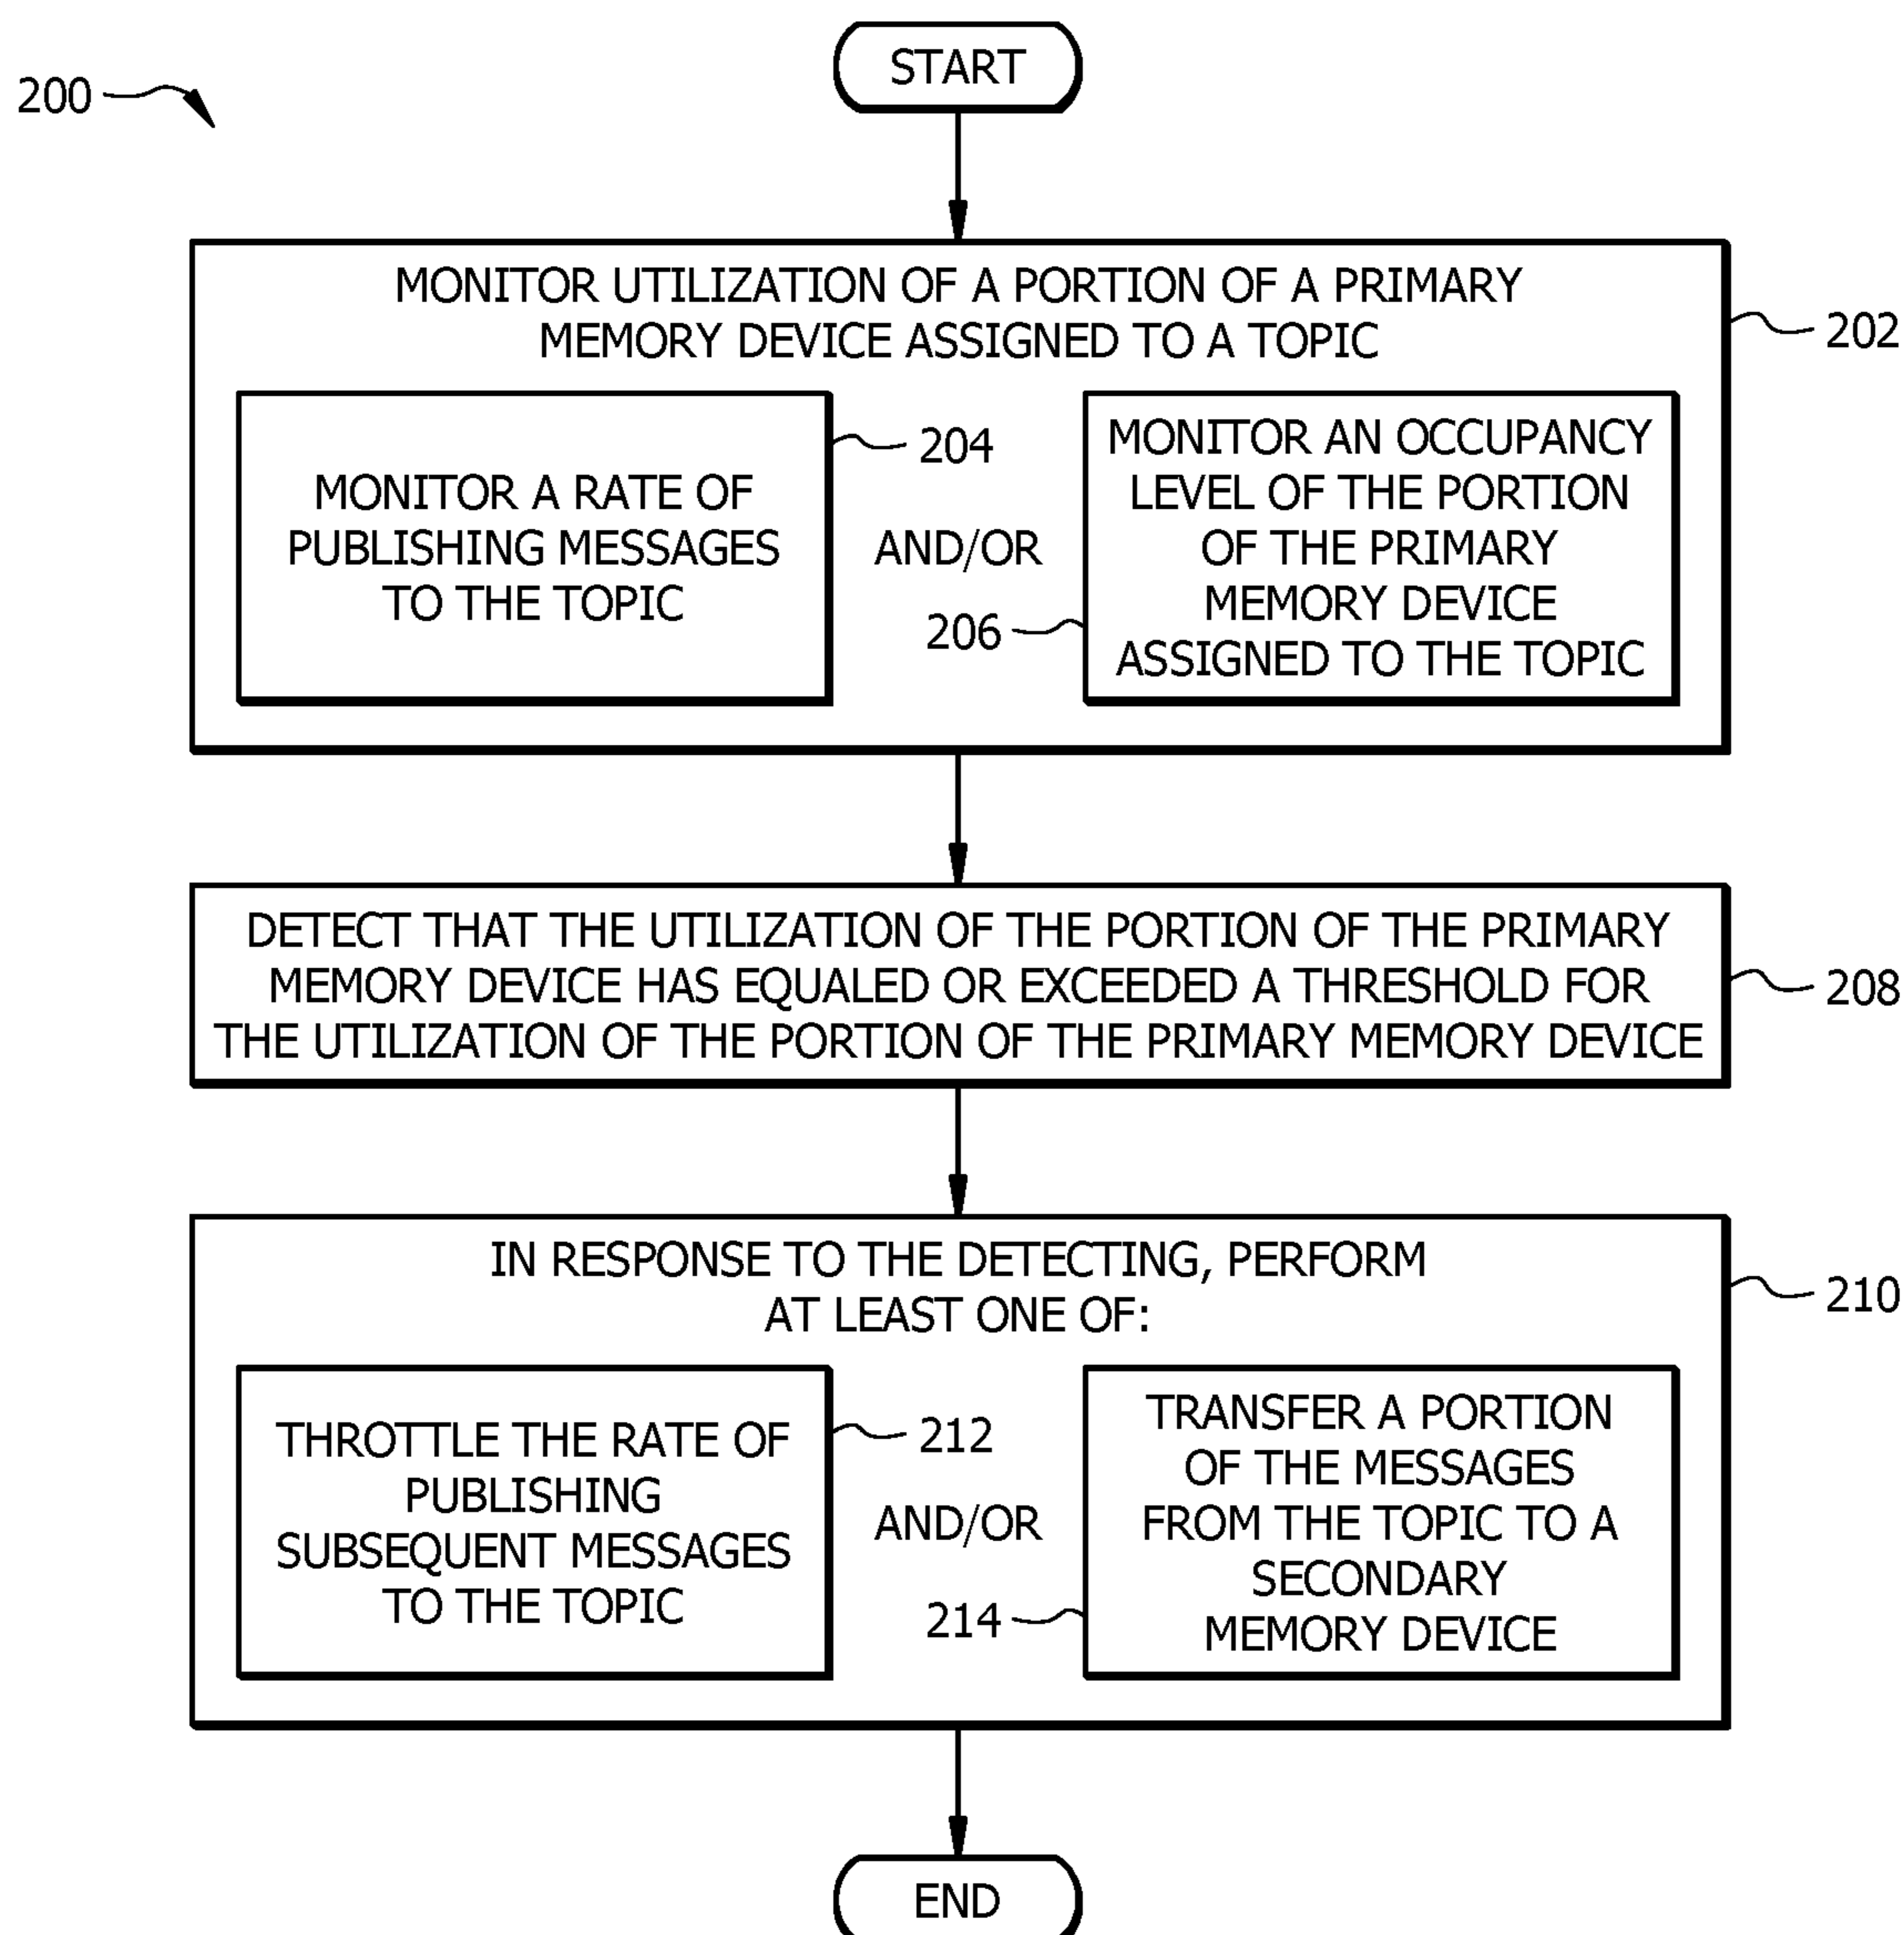 START
200
MONITOR UTILIZATION OF A PORTION OF A PRIMARY
MEMORY DEVICE ASSIGNED TO A TOPIC
202
MONITOR A RATE OF
PUBLISHING MESSAGES
TO THE TOPIC
204
AND/OR
206
MONITOR AN OCCUPANCY
LEVEL OF THE PORTION
OF THE PRIMARY
MEMORY DEVICE
ASSIGNED TO THE TOPIC
DETECT THAT THE UTILIZATION OF THE PORTION OF THE PRIMARY
MEMORY DEVICE HAS EQUALED OR EXCEEDED A THRESHOLD FOR
THE UTILIZATION OF THE PORTION OF THE PRIMARY MEMORY DEVICE
208
IN RESPONSE TO THE DETECTING, PERFORM
AT LEAST ONE OF:
210
THROTTLE THE RATE OF
PUBLISHING
SUBSEQUENT MESSAGES
TO THE TOPIC
212
AND/OR
214
TRANSFER A PORTION
OF THE MESSAGES
FROM THE TOPIC TO A
SECONDARY
MEMORY DEVICE
END